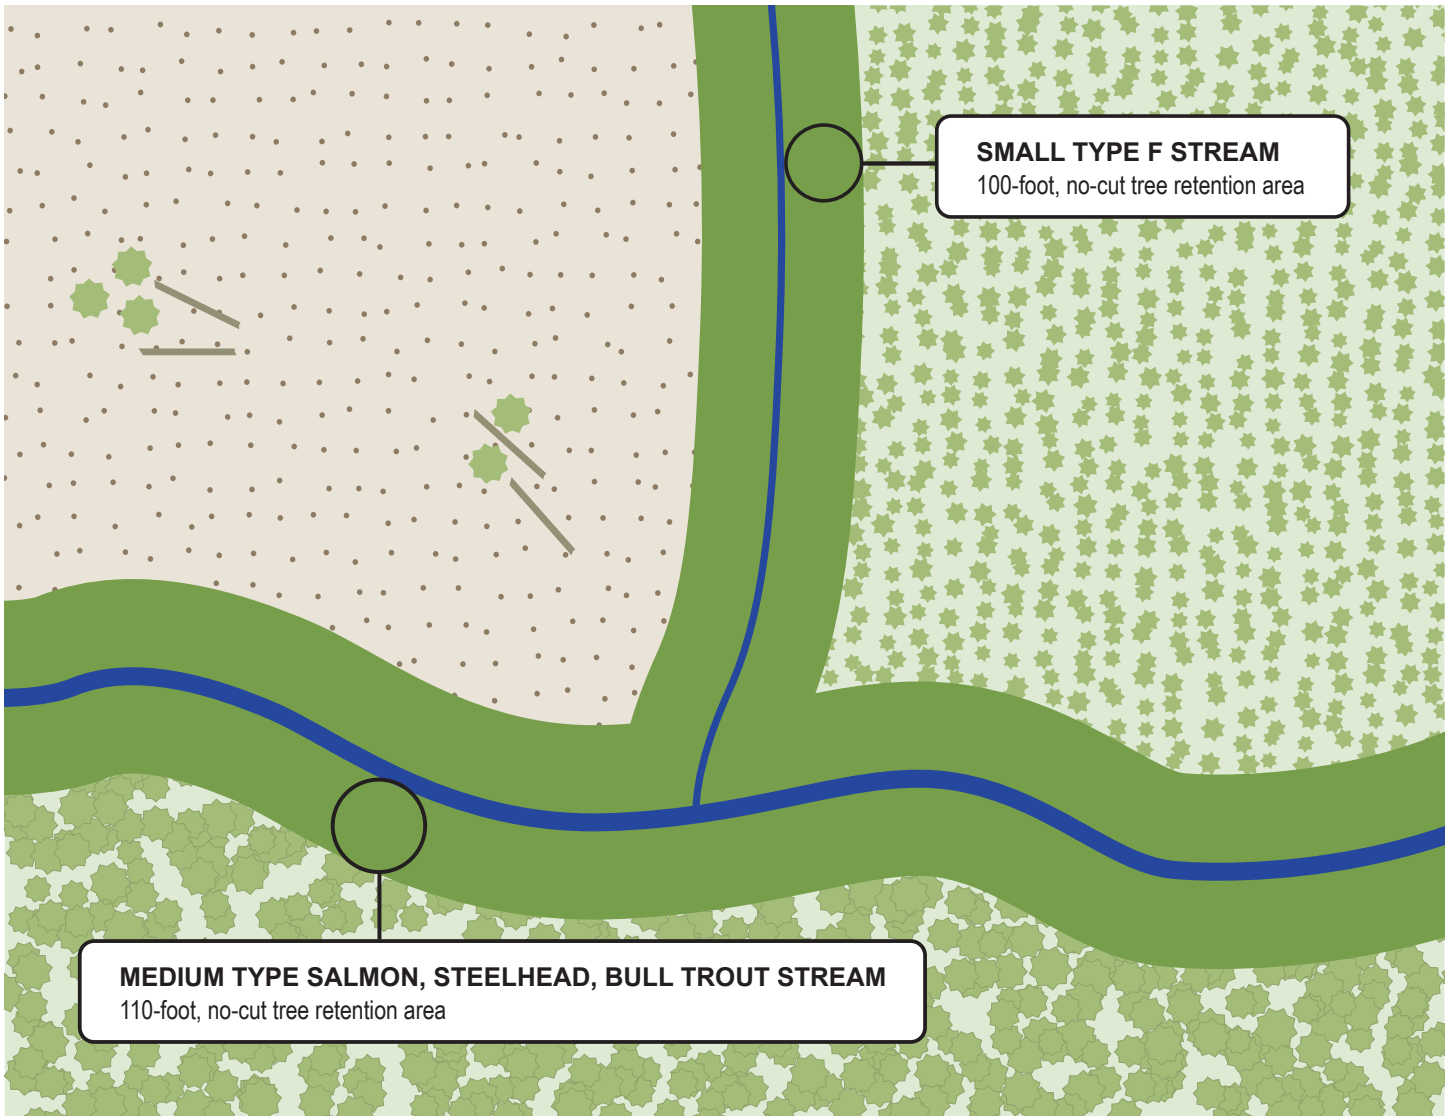 SMALL TYPE F STREAM
100-foot, no-cut tree retention area
MEDIUM TYPE SALMON, STEELHEAD, BULL TROUT STREAM
110-foot, no-cut tree retention area